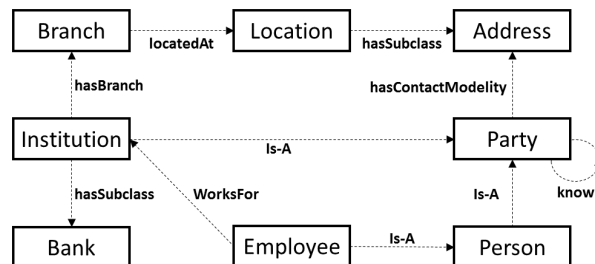 Branch
locatedAt
Location
hasSubclass
Address
hasBranch
hasContactModelity
Institution
Is-A
Party
hasSubclass
WorksFor
Is-A
know
Bank
Employee
Is-A
Person